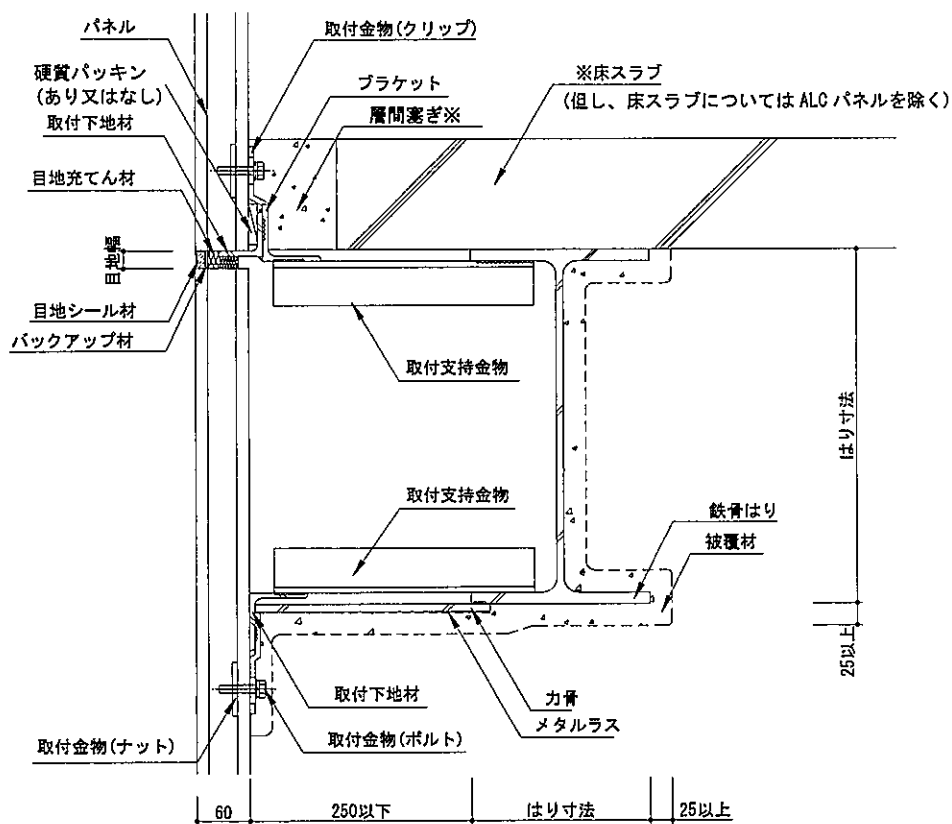 パネル
取付金物(クリップ)
硬質パッキン
(あり又はなし)
ブラケット
※床スラブ
(但し、床スラブについては ALC パネルを除く)
取付下地材
層間塞ぎ※
目地充てん材
目地幅
目地シール材
バックアップ材
取付支持金物
はり寸法
取付支持金物
鉄骨はり
被覆材
25以上
取付下地材
力骨
メタルラス
取付金物(ナット)
取付金物(ボルト)
60
250以下
はり寸法
25以上